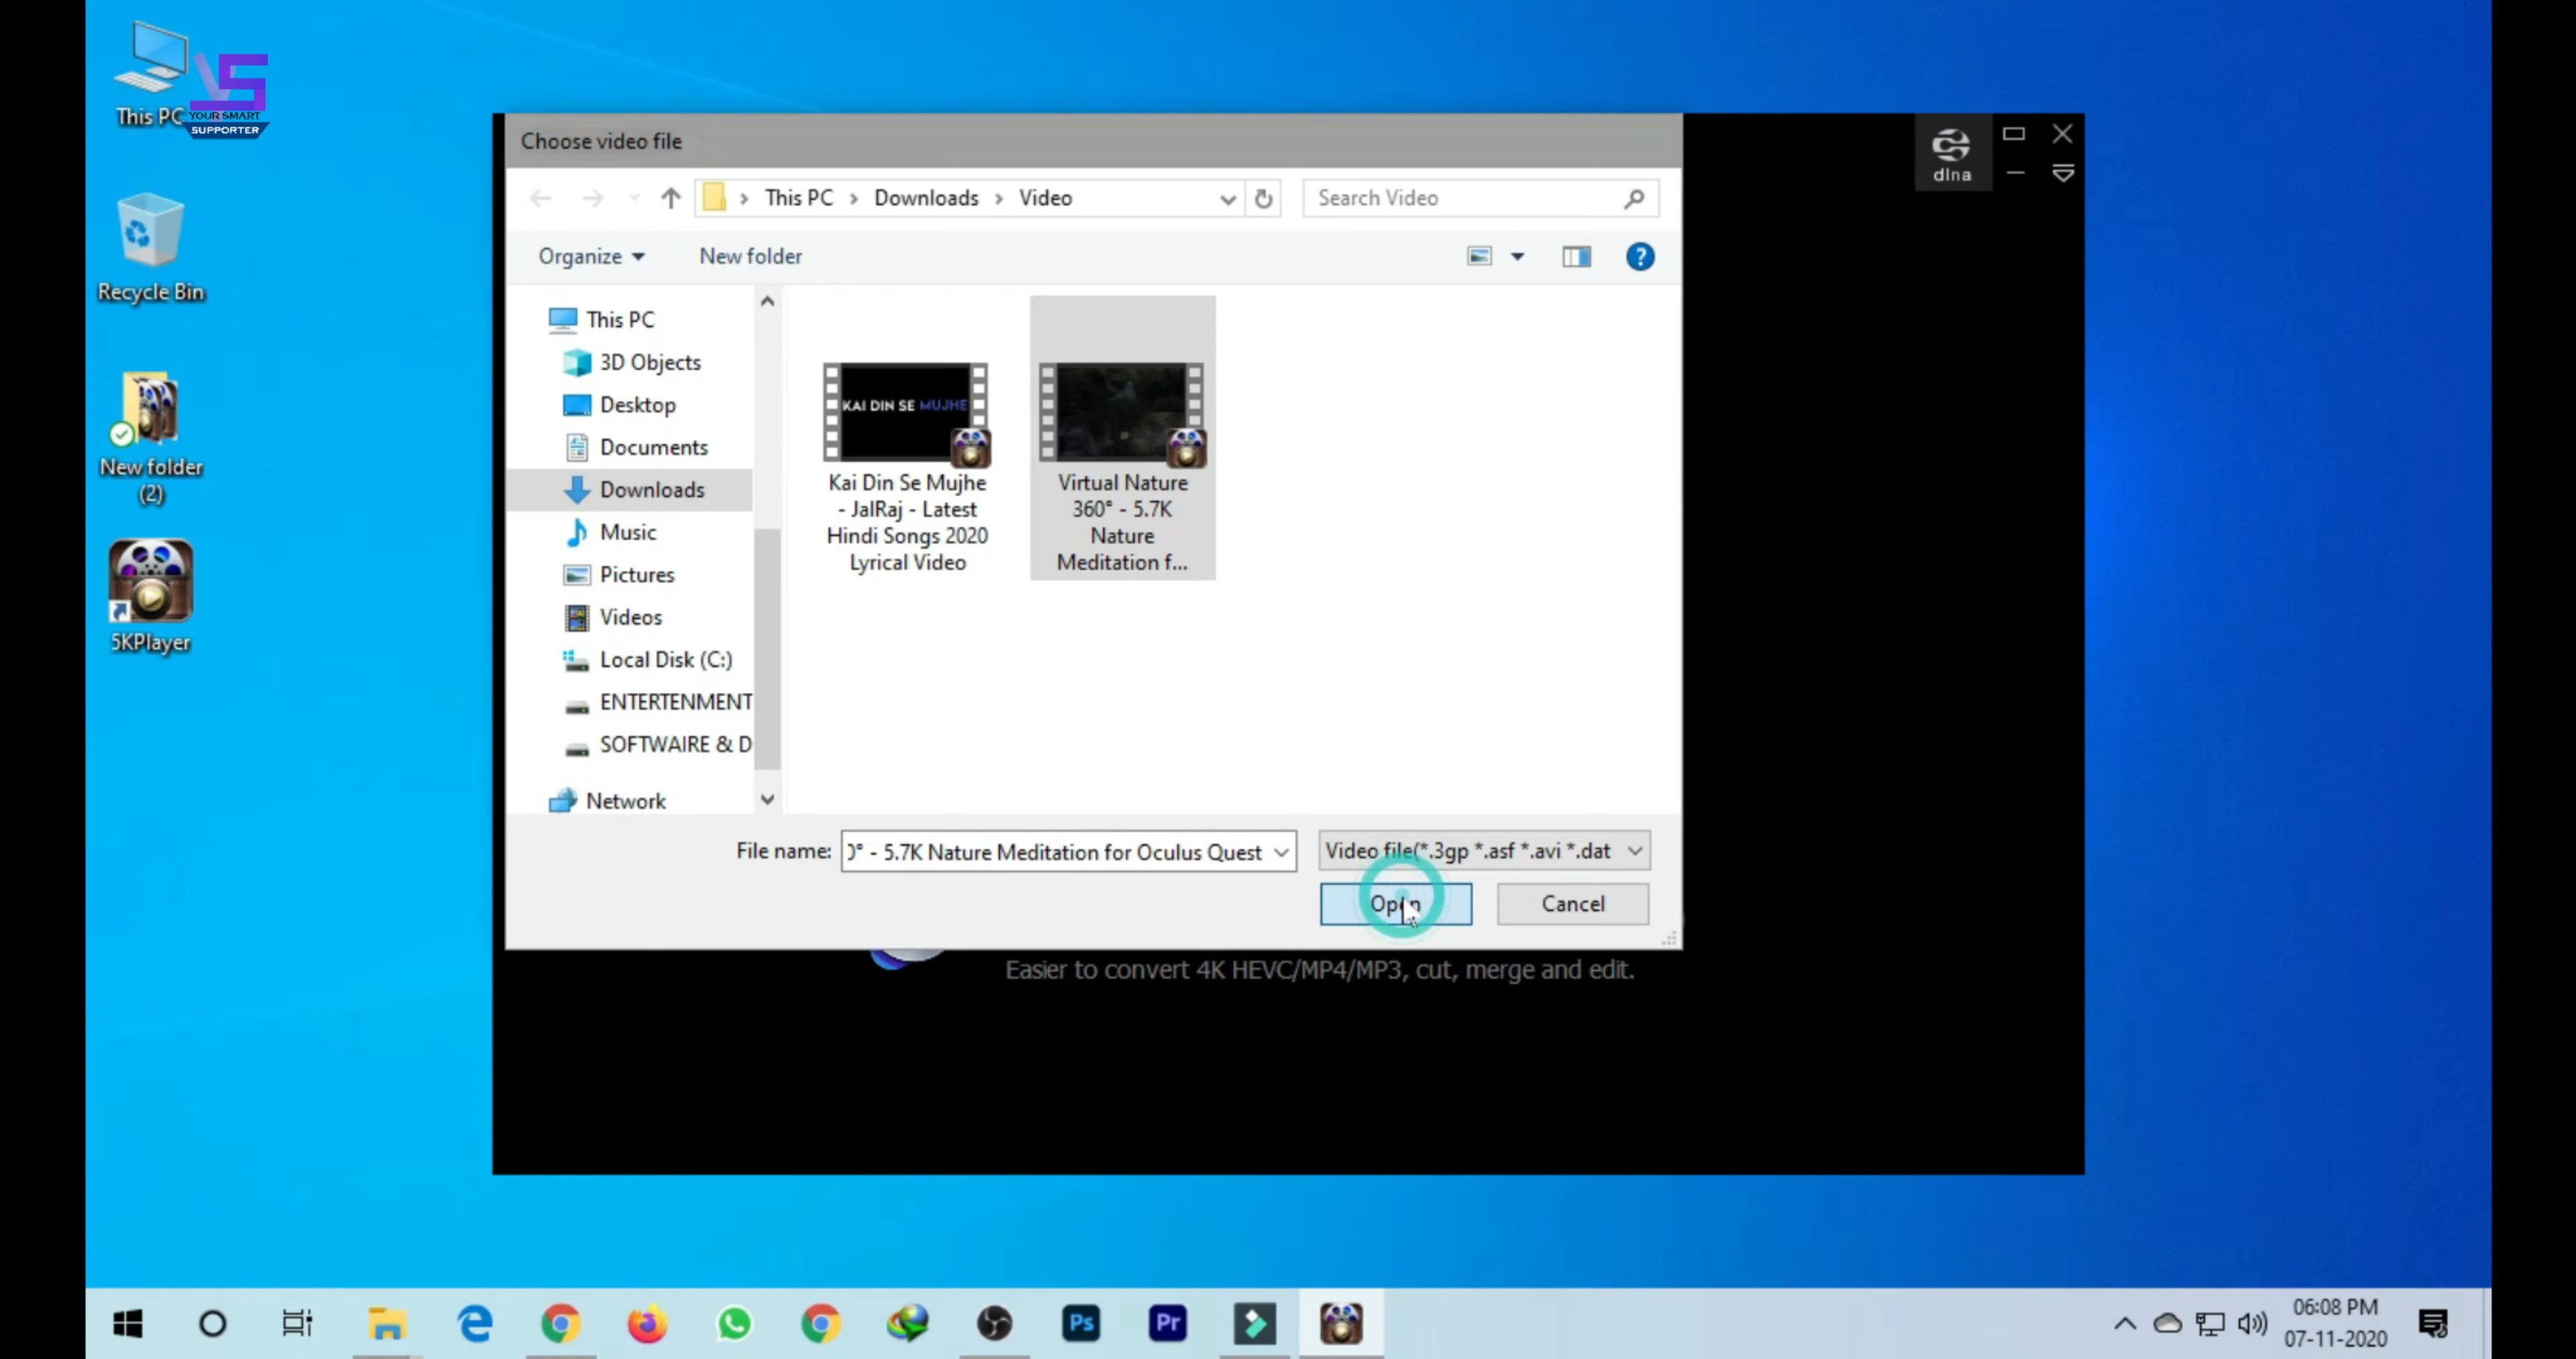 This PC
YOUR SMART
SUPPORTER
Recycle Bin
New folder
(2)
5KPlayer
Choose video file
dlna
This PC
Downloads
Video
Search Video
Organize
New folder
This PC
3D Objects
Desktop
Documents
Downloads
Music
Pictures
Videos
Local Disk (C:)
ENTERTENMENT
SOFTWAIRE & D
Network
KAI DIN SE MUJHE
Kai Din Se Mujhe
- JalRaj - Latest
Hindi Songs 2020
Lyrical Video
Virtual Nature
360° - 5.7K
Nature
Meditation f...
File name:
° - 5.7K Nature Meditation for Oculus Quest
Video file(*.3gp *.asf *.avi *.dat
Open
Cancel
Easier to convert 4K HEVC/MP4/MP3, cut, merge and edit.
Ps
Pr
06:08 PM
07-11-2020